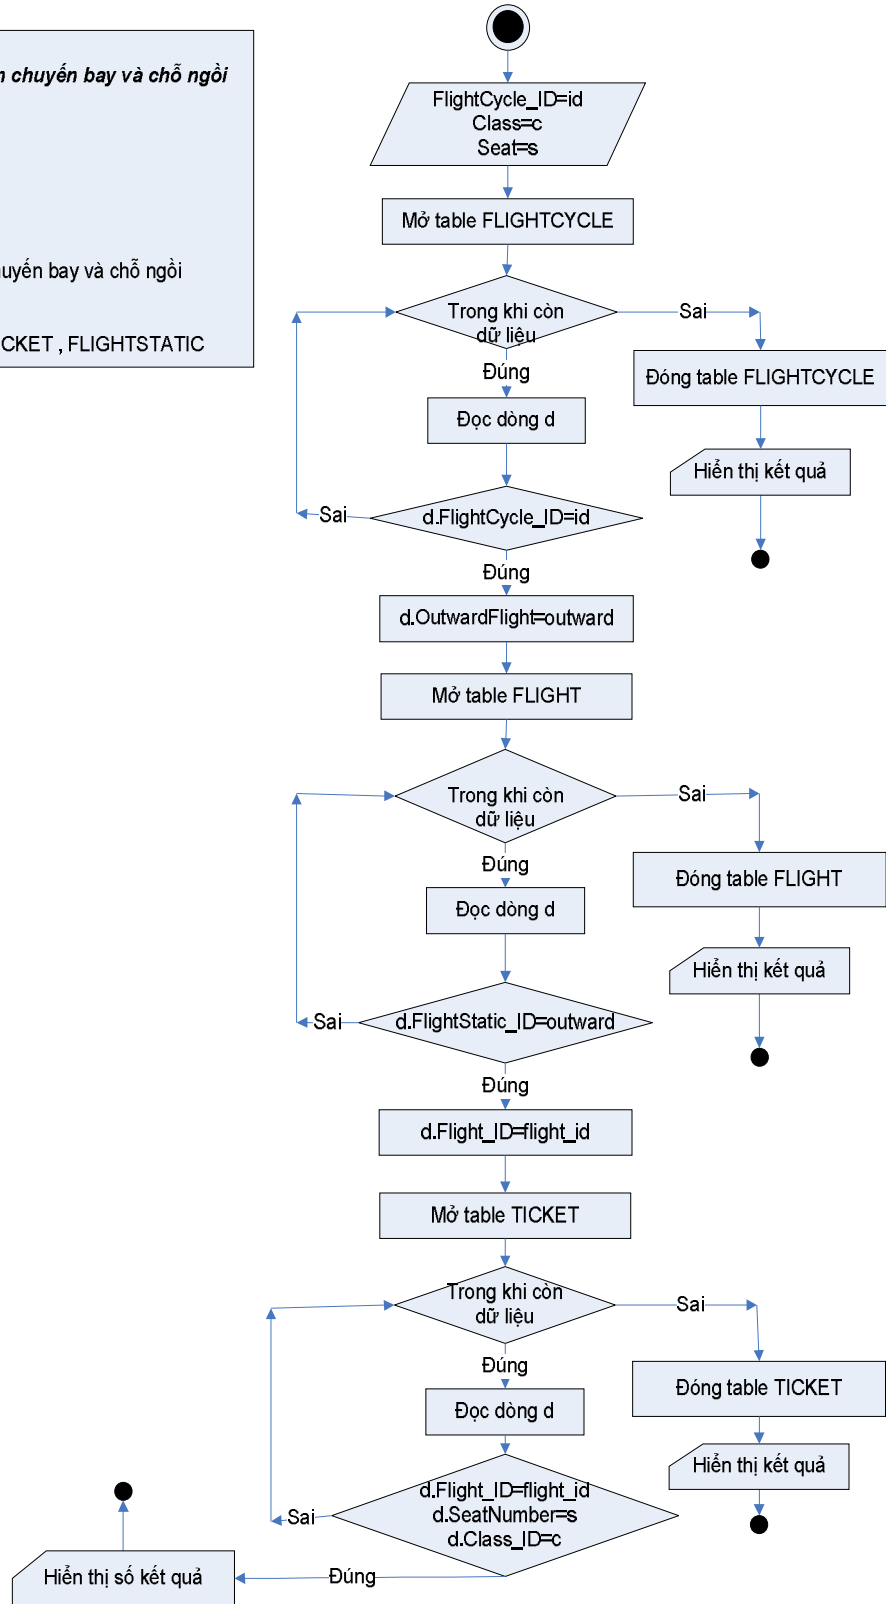 chuyến bay và chỗ ngồi
chuyến bay và chỗ ngồi
, FLIGHTSTATIC
FlightCycle_ID=id
Class=c
Seat=s
Mở table FLIGHTCYCLE
Trong khi còn
dữ liệu
Sai
Đúng
Đóng table FLIGHTCYCLE
Đọc dòng d
Hiển thị kết quả
Sai
d.FlightCycle_ID=id
Đúng
d.OutwardFlight=outward
Mở table FLIGHT
Trong khi còn
dữ liệu
Sai
Đúng
Đóng table FLIGHT
Đọc dòng d
Hiển thị kết quả
Sai
d.FlightStatic_ID=outward
Đúng
d.Flight_ID=flight_id
Mở table TICKET
Trong khi còn
dữ liệu
Sai
Đúng
Đóng table TICKET
Đọc dòng d
Hiển thị kết quả
d.Flight_ID=flight_id
d.SeatNumber=s
d.Class_ID=c
Sai
Đúng
Hiển thị số kết quả